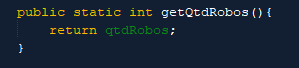 public static int getQtdRobos(){
    return qtdRobos;
}